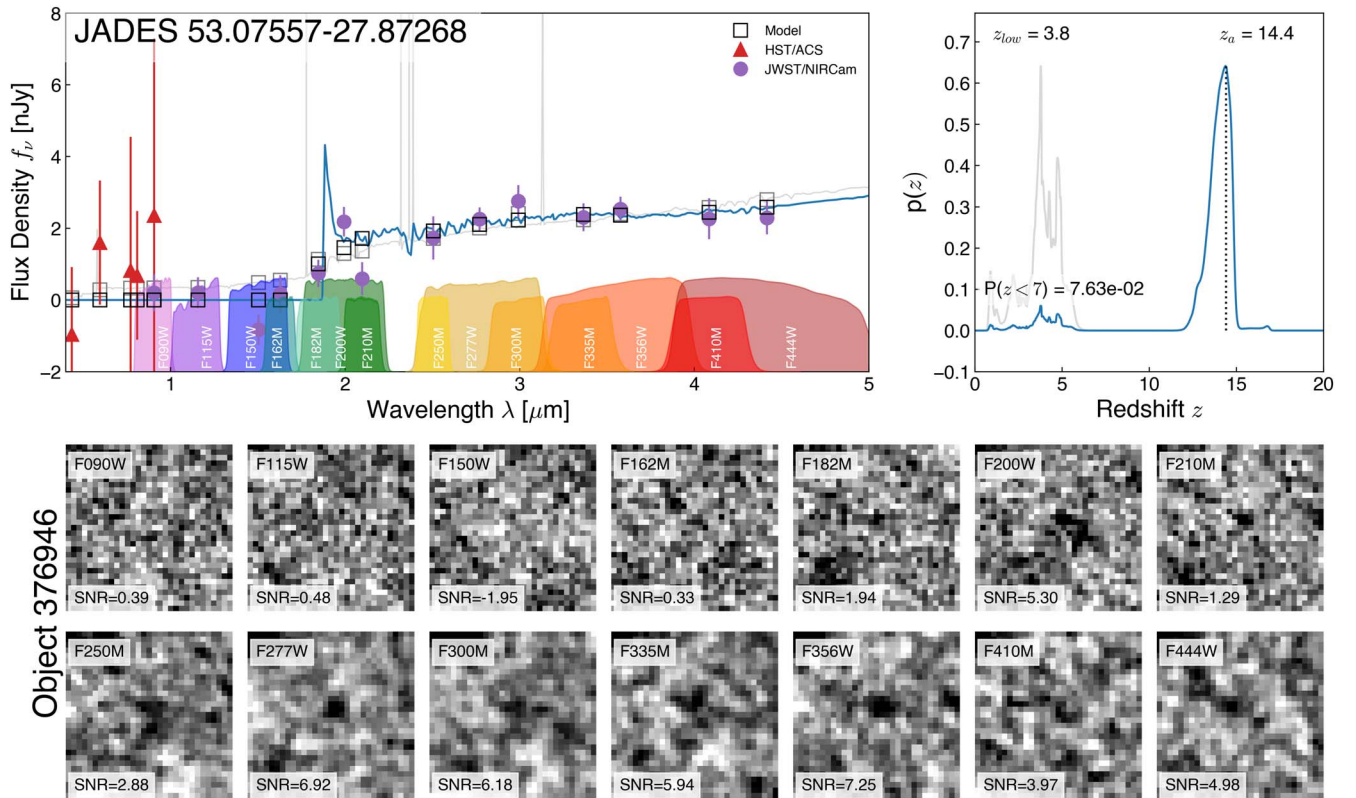 JADES 53.07557-27.87268
Model
HST/ACS
JWST/NIRCam
8
6
4
2
0
−2
Flux Density fν [nJy]
F090W
F115W
F150W
F162M
F182M
F200W
F210M
F250M
F277W
F300M
F335M
F356W
F410M
F444W
1
2
3
4
5
Wavelength λ [μm]
zlow = 3.8
za = 14.4
P(z < 7) = 7.63e-02
0.7
0.6
0.5
0.4
0.3
0.2
0.1
0.0
−0.1
p(z)
0
5
10
15
20
Redshift z
Object 376946
F090W
SNR=0.39
F115W
SNR=0.48
F150W
SNR=-1.95
F162M
SNR=0.33
F182M
SNR=1.94
F200W
SNR=5.30
F210M
SNR=1.29
F250M
SNR=2.88
F277W
SNR=6.92
F300M
SNR=6.18
F335M
SNR=5.94
F356W
SNR=7.25
F410M
SNR=3.97
F444W
SNR=4.98